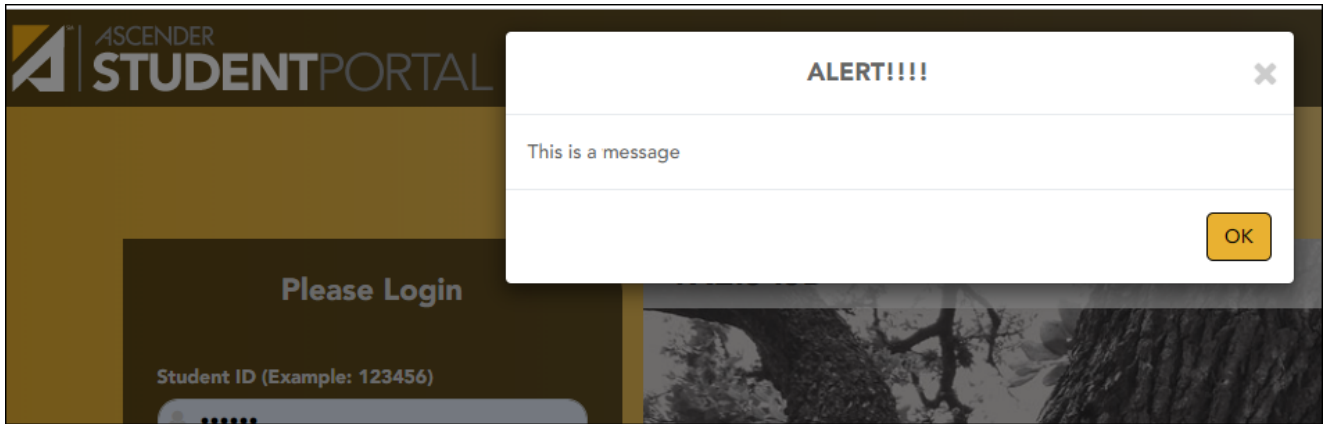 ASCENDER
STUDENTPORTAL
ALERT!!!!
This is a message
OK
Please Login
Student ID (Example: 123456)
••••••